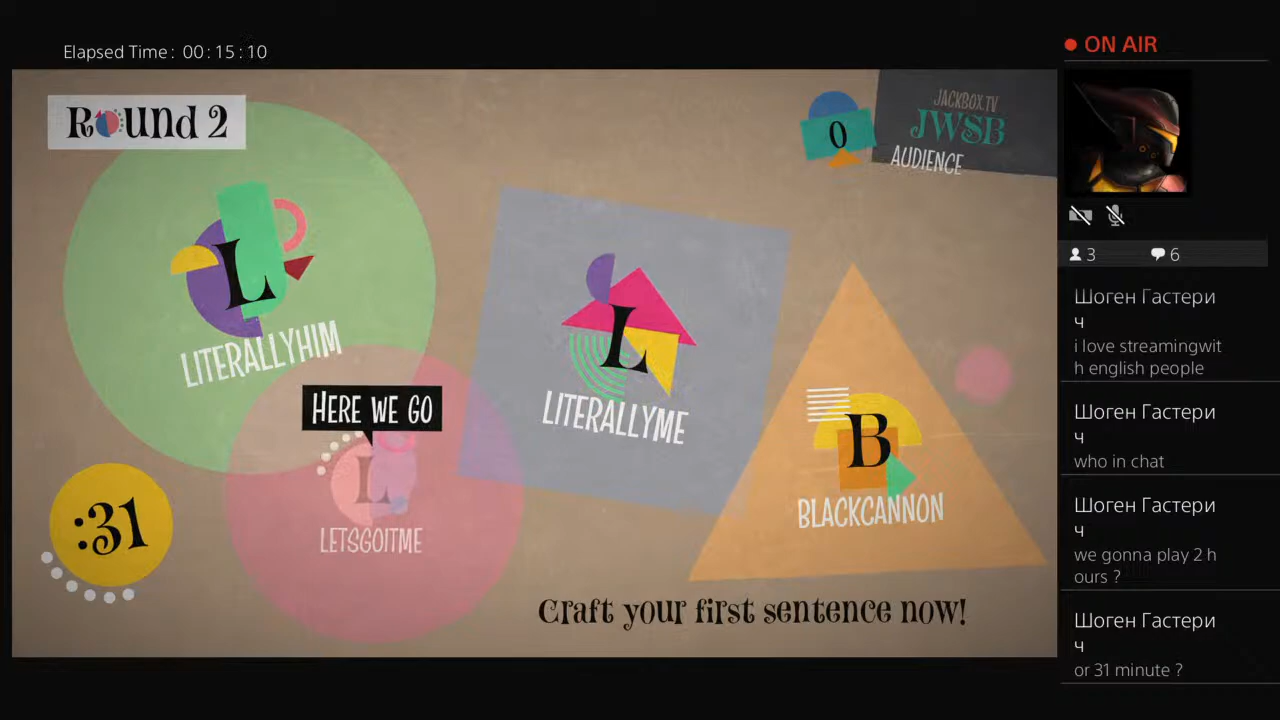 Elapsed Time: 00:15:10
ON AIR
Round 2
0
JACKBOX.TV
JWSB
AUDIENCE
L
LITERALLYHIM
L
LITERALLYME
HERE WE GO
L
LETSGOITME
B
BLACKCANNON
:31
Craft your first sentence now!
3
6
Шоген Гастери
ч
i love streamingwit
h english people
Шоген Гастери
ч
who in chat
Шоген Гастери
ч
we gonna play 2 h
ours ?
Шоген Гастери
ч
or 31 minute ?